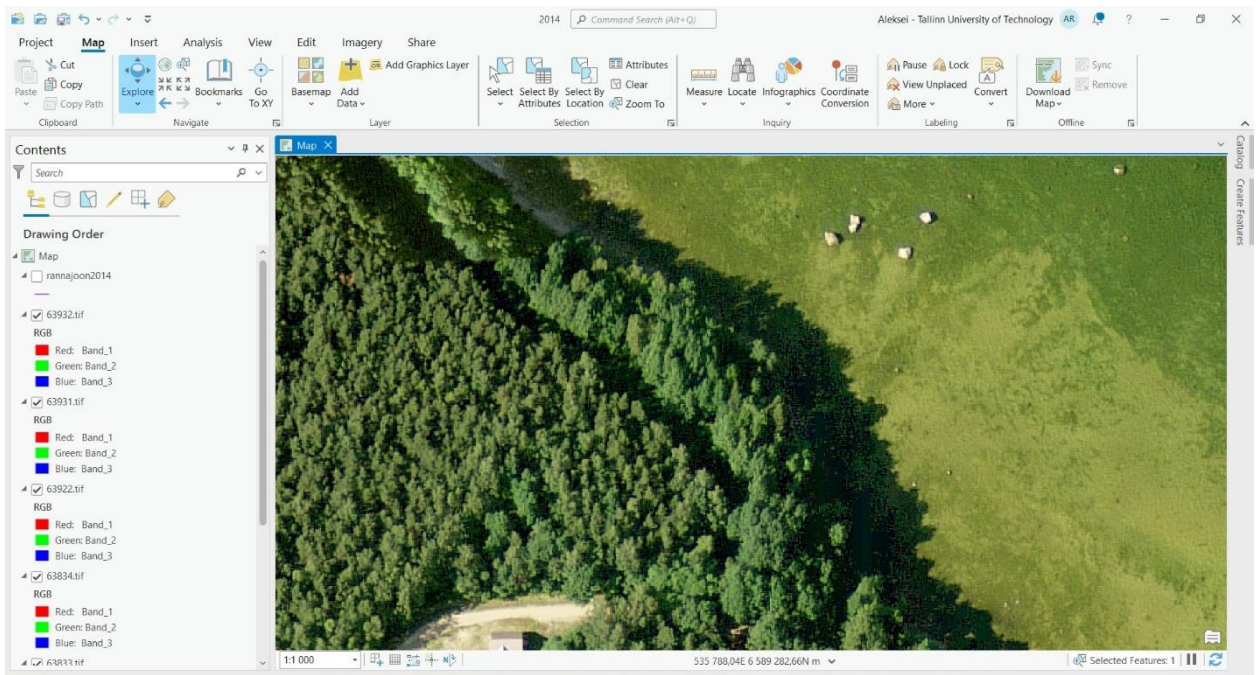 2014
Command Search (Alt+Q)
Aleksei - Tallinn University of Technology
AR
?
Project Map Insert Analysis View Edit Imagery Share
Cut
Copy
Copy Path
Paste
Clipboard
Explore
Bookmarks
Go
To XY
Navigate
Basemap
Add
Data
Add Graphics Layer
Layer
Select
Select By
Attributes
Select By
Location
Attributes
Clear
Zoom To
Selection
Measure
Locate
Infographics
Coordinate
Conversion
Inquiry
Pause
Lock
View Unplaced
More
Convert
Labeling
Download
Map
Sync
Remove
Offline
Contents
Search
Drawing Order
Map
rannajoon2014
63932.tif
RGB
Red: Band_1
Green: Band_2
Blue: Band_3
63931.tif
RGB
Red: Band_1
Green: Band_2
Blue: Band_3
63922.tif
RGB
Red: Band_1
Green: Band_2
Blue: Band_3
63834.tif
RGB
Red: Band_1
Green: Band_2
Blue: Band_3
63833.tif
Map
Catalog
Create Features
1:1 000
535 788,04E 6 589 282,66N m
Selected Features: 1